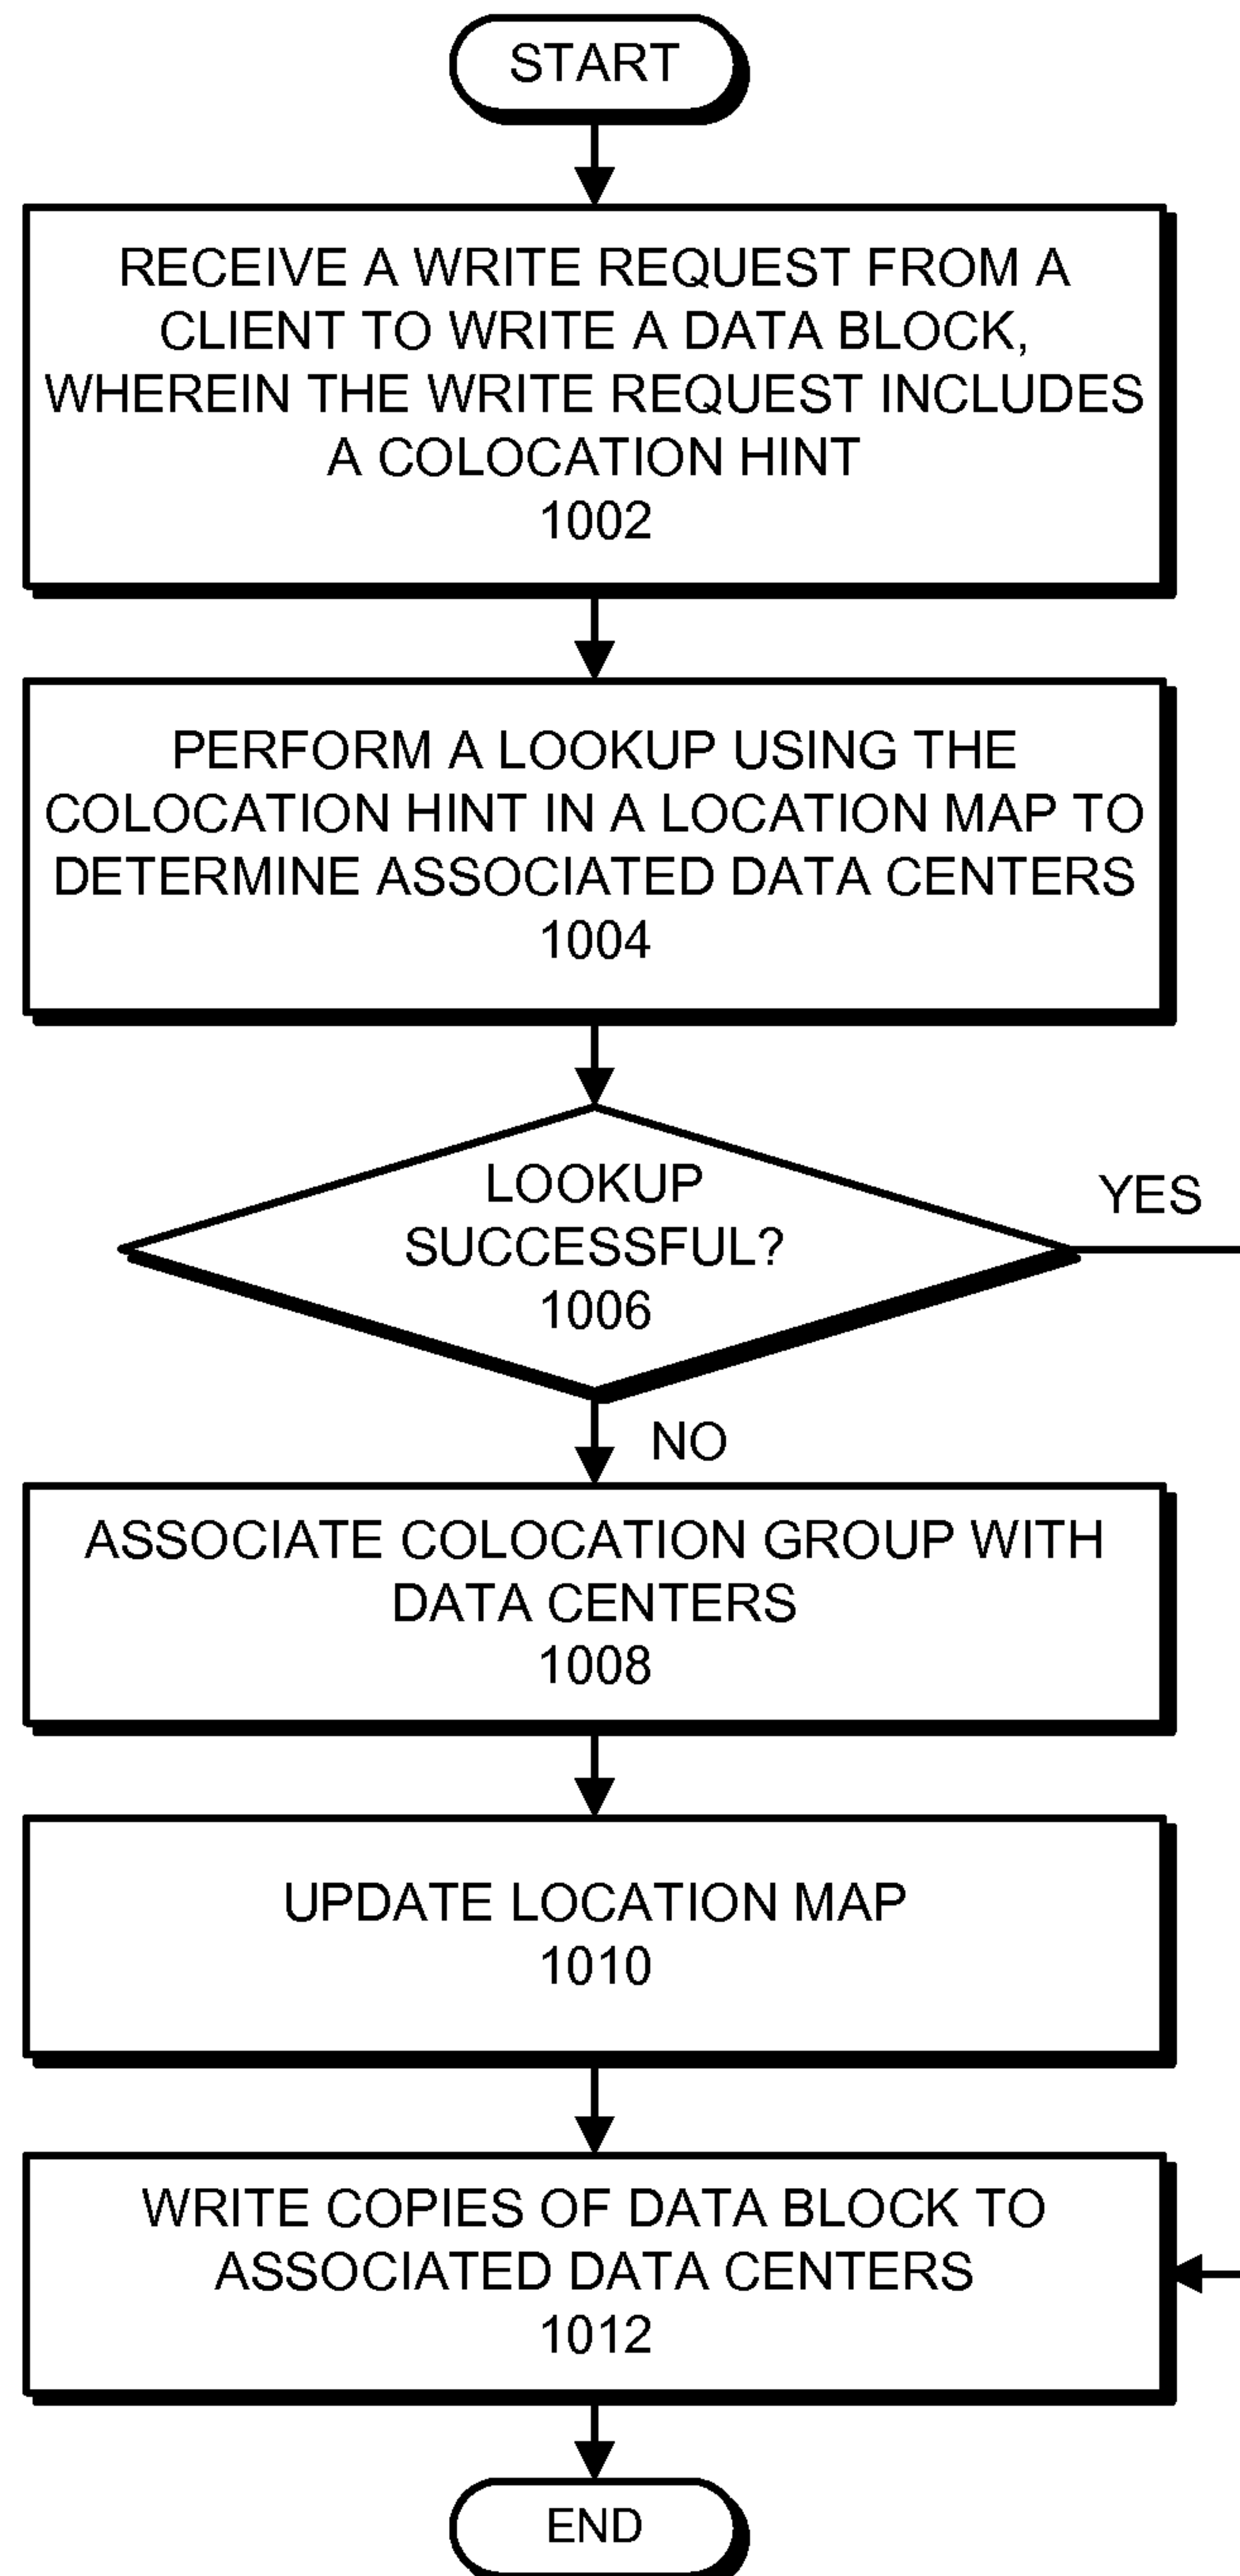 START
RECEIVE A WRITE REQUEST FROM A
CLIENT TO WRITE A DATA BLOCK,
WHEREIN THE WRITE REQUEST INCLUDES
A COLOCATION HINT
1002
PERFORM A LOOKUP USING THE
COLOCATION HINT IN A LOCATION MAP TO
DETERMINE ASSOCIATED DATA CENTERS
1004
LOOKUP
SUCCESSFUL?
1006
YES
NO
ASSOCIATE COLOCATION GROUP WITH
DATA CENTERS
1008
UPDATE LOCATION MAP
1010
WRITE COPIES OF DATA BLOCK TO
ASSOCIATED DATA CENTERS
1012
END